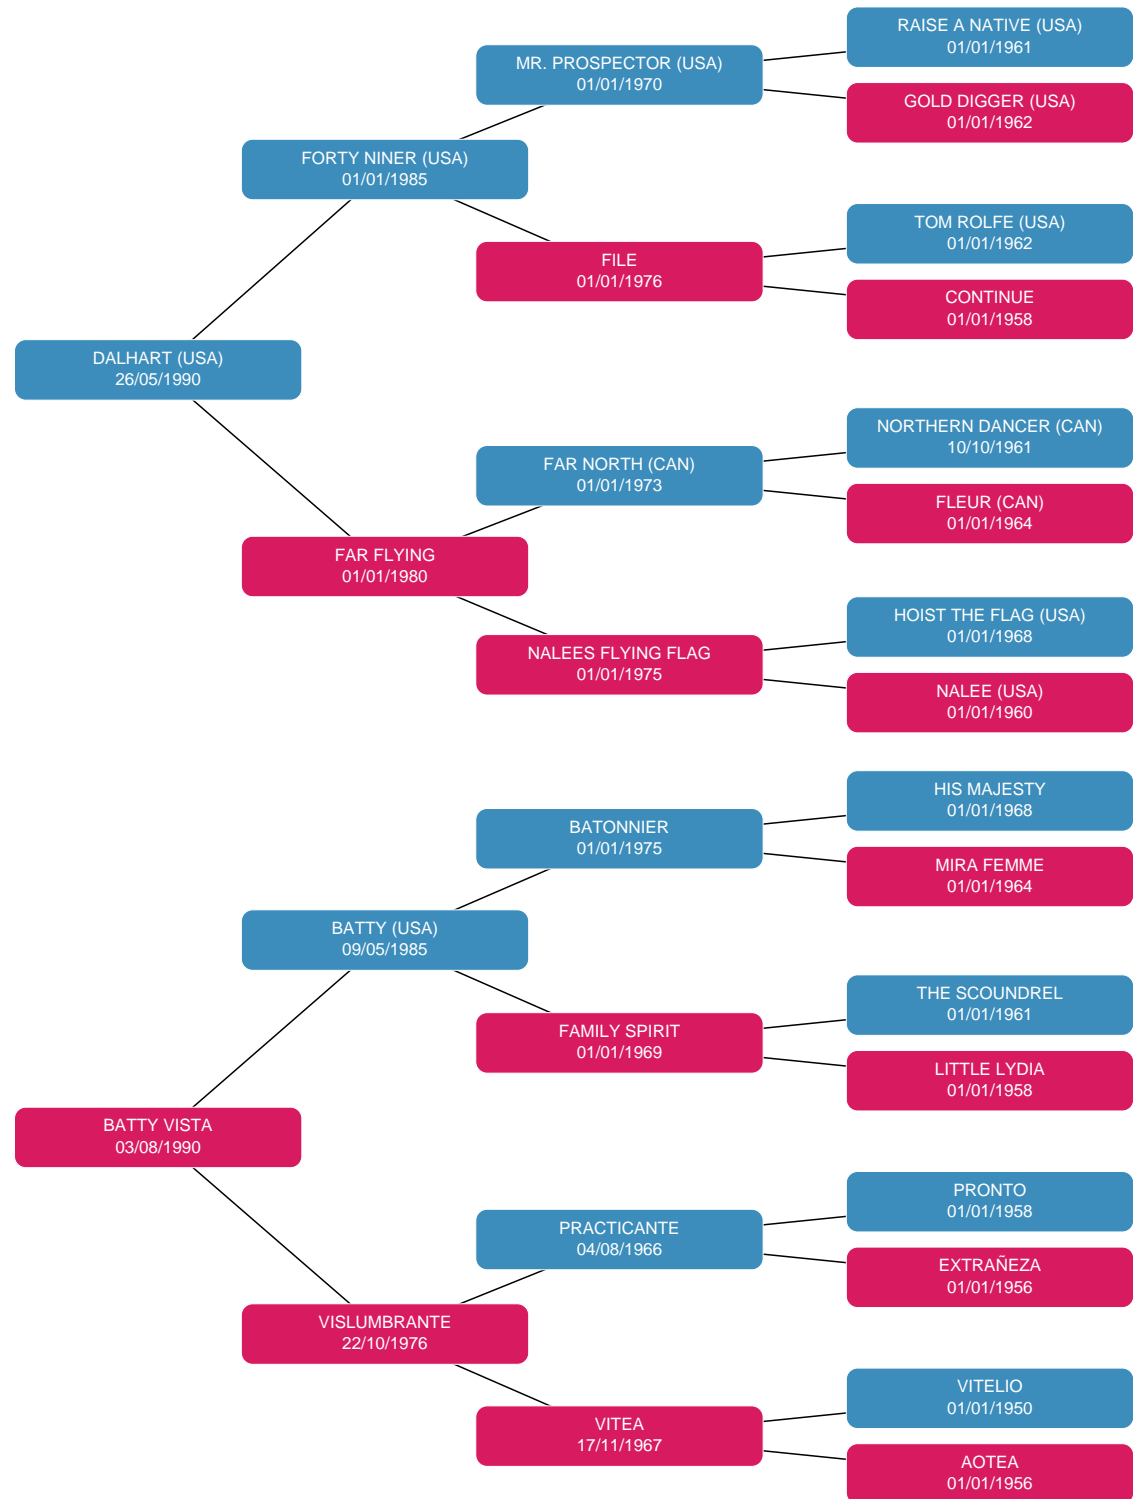 RAISE A NATIVE (USA)
01/01/1961
MR. PROSPECTOR (USA)
01/01/1970
GOLD DIGGER (USA)
01/01/1962
FORTY NINER (USA)
01/01/1985
TOM ROLFE (USA)
01/01/1962
FILE
01/01/1976
CONTINUE
01/01/1958
DALHART (USA)
26/05/1990
NORTHERN DANCER (CAN)
10/10/1961
FAR NORTH (CAN)
01/01/1973
FLEUR (CAN)
01/01/1964
FAR FLYING
01/01/1980
HOIST THE FLAG (USA)
01/01/1968
NALEES FLYING FLAG
01/01/1975
NALEE (USA)
01/01/1960
HIS MAJESTY
01/01/1968
BATONNIER
01/01/1975
MIRA FEMME
01/01/1964
BATTY (USA)
09/05/1985
THE SCOUNDREL
01/01/1961
FAMILY SPIRIT
01/01/1969
LITTLE LYDIA
01/01/1958
BATTY VISTA
03/08/1990
PRONTO
01/01/1958
PRACTICANTE
04/08/1966
EXTRAÑEZA
01/01/1956
VISLUMBRANTE
22/10/1976
VITELIO
01/01/1950
VITEA
17/11/1967
AOTEA
01/01/1956